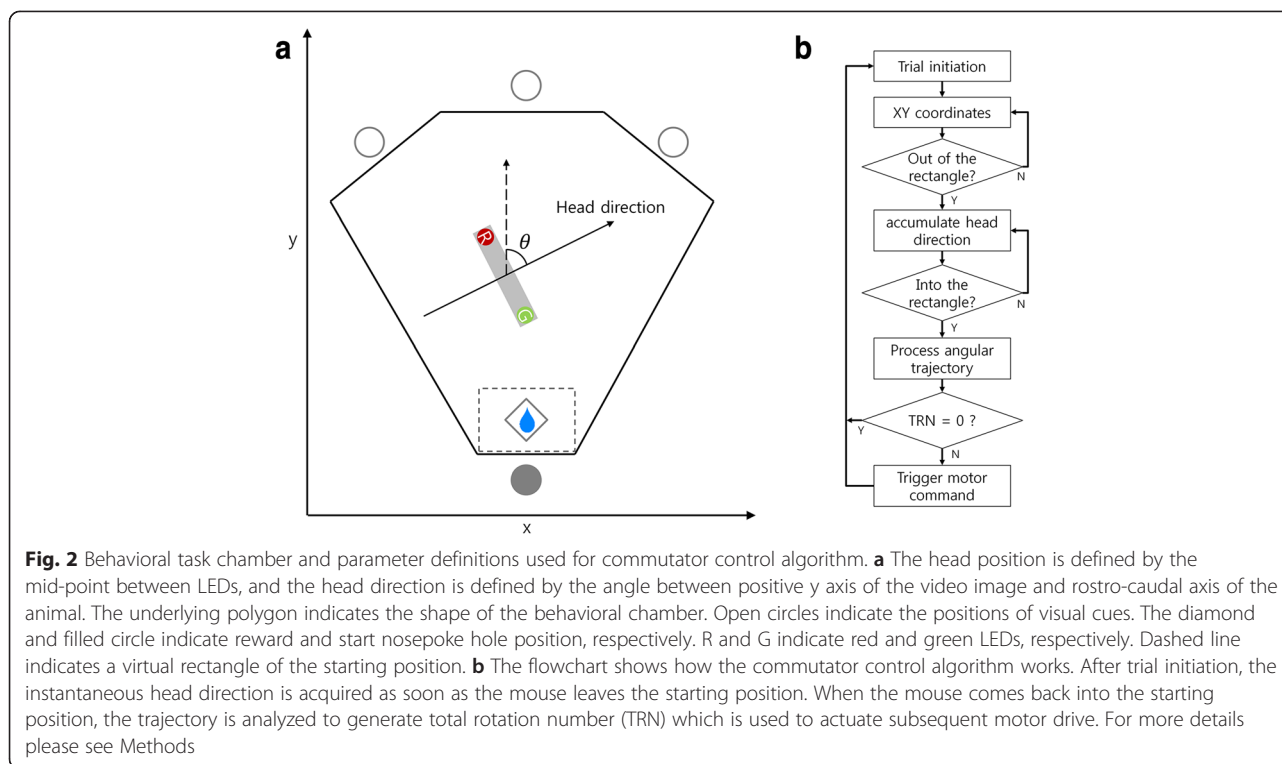 a
y
Head direction
θ
R
G
x
b
Trial initiation
XY coordinates
Out of the
rectangle?
N
Y
accumulate head
direction
Into the
rectangle?
N
Y
Process angular
trajectory
TRN = 0 ?
Y
N
Trigger motor
command
Fig. 2 Behavioral task chamber and parameter definitions used for commutator control algorithm. a The head position is defined by the
mid-point between LEDs, and the head direction is defined by the angle between positive y axis of the video image and rostro-caudal axis of the
animal. The underlying polygon indicates the shape of the behavioral chamber. Open circles indicate the positions of visual cues. The diamond
and filled circle indicate reward and start nosepoke hole position, respectively. R and G indicate red and green LEDs, respectively. Dashed line
indicates a virtual rectangle of the starting position. b The flowchart shows how the commutator control algorithm works. After trial initiation, the
instantaneous head direction is acquired as soon as the mouse leaves the starting position. When the mouse comes back into the starting
position, the trajectory is analyzed to generate total rotation number (TRN) which is used to actuate subsequent motor drive. For more details
please see Methods